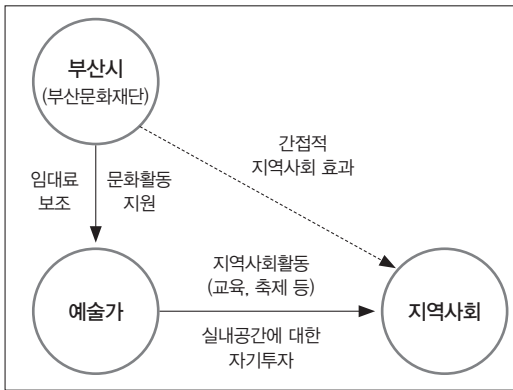 부산시
(부산문화재단)
간접적
지역사회 효과
임대료
보조
문화활동
지원
예술가
지역사회활동
(교육, 축제 등)
실내공간에 대한
자기투자
지역사회